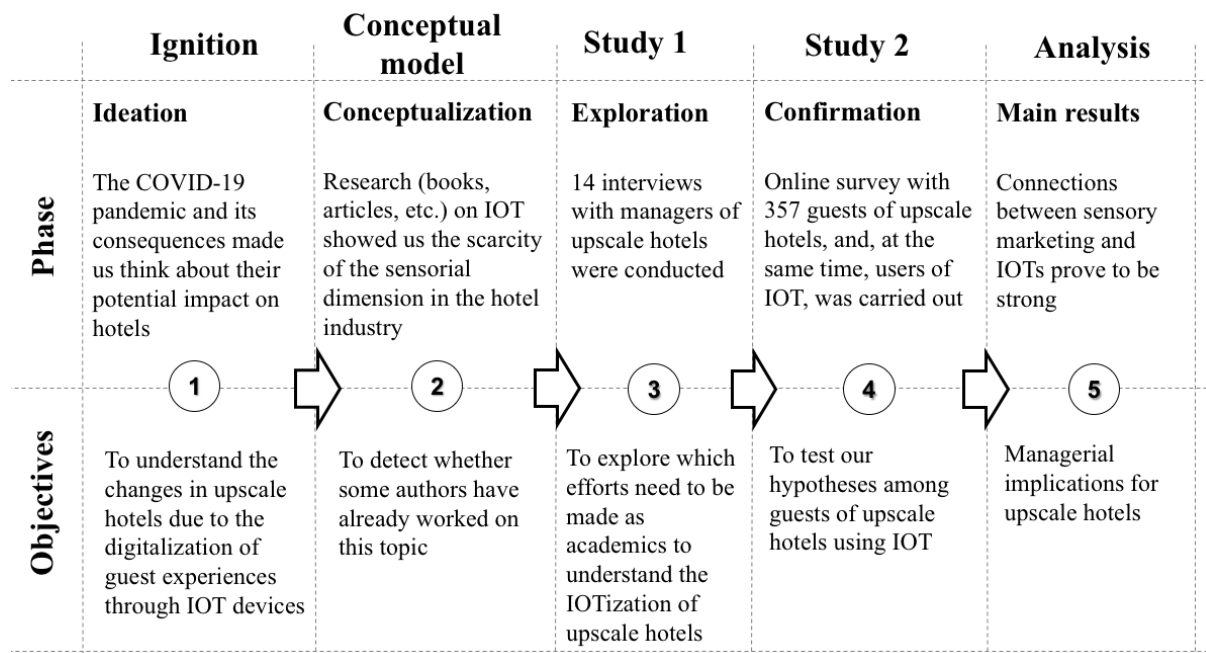 Ignition
Conceptual
model
Study 1
Study 2
Analysis
Phase
Ideation
The COVID-19
pandemic and its
consequences made
us think about their
potential impact on
hotels
Conceptualization
Research (books,
articles, etc.) on IOT
showed us the scarcity
of the sensorial
dimension in the hotel
industry
Exploration
14 interviews
with managers of
upscale hotels
were conducted
Confirmation
Online survey with
357 guests of upscale
hotels, and, at the
same time, users of
IOT, was carried out
Main results
Connections
between sensory
marketing and
IOTs prove to be
strong
1
2
3
4
5
Objectives
To understand the
changes in upscale
hotels due to the
digitalization of
guest experiences
through IOT devices
To detect whether
some authors have
already worked on
this topic
To explore which
efforts need to be
made as
academics to
understand the
IOTization of
upscale hotels
To test our
hypotheses among
guests of upscale
hotels using IOT
Managerial
implications for
upscale hotels